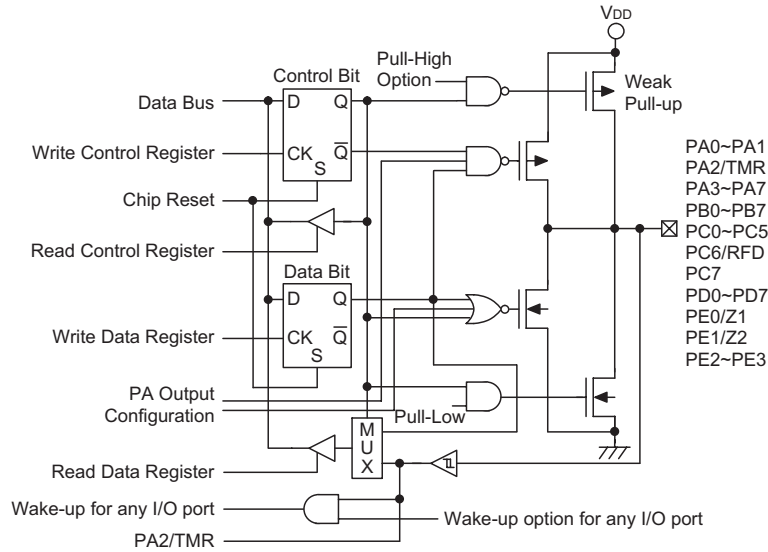 VDD
Pull-High
Option
Weak
Pull-up
Control Bit
Data Bus
D
Q
Write Control Register
CK
Q
S
Chip Reset
Read Control Register
Data Bit
D
Q
Write Data Register
CK
Q
S
PA Output
Configuration
Pull-Low
M
U
X
Read Data Register
Wake-up for any I/O port
Wake-up option for any I/O port
PA2/TMR
PA0~PA1
PA2/TMR
PA3~PA7
PB0~PB7
PC0~PC5
PC6/RFD
PC7
PD0~PD7
PE0/Z1
PE1/Z2
PE2~PE3